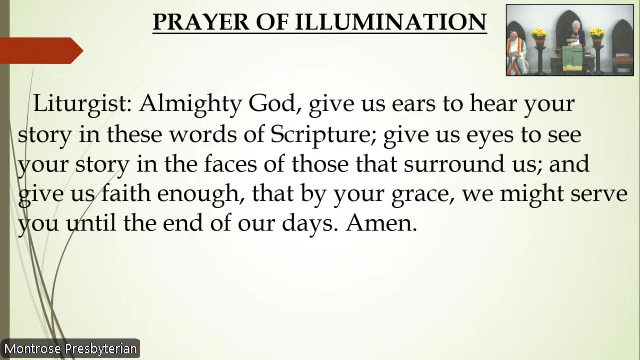 PRAYER OF ILLUMINATION
Liturgist: Almighty God, give us ears to hear your
story in these words of Scripture; give us eyes to see
your story in the faces of those that surround us; and
give us faith enough, that by your grace, we might serve
you until the end of our days. Amen.
Montrose Presbyterian